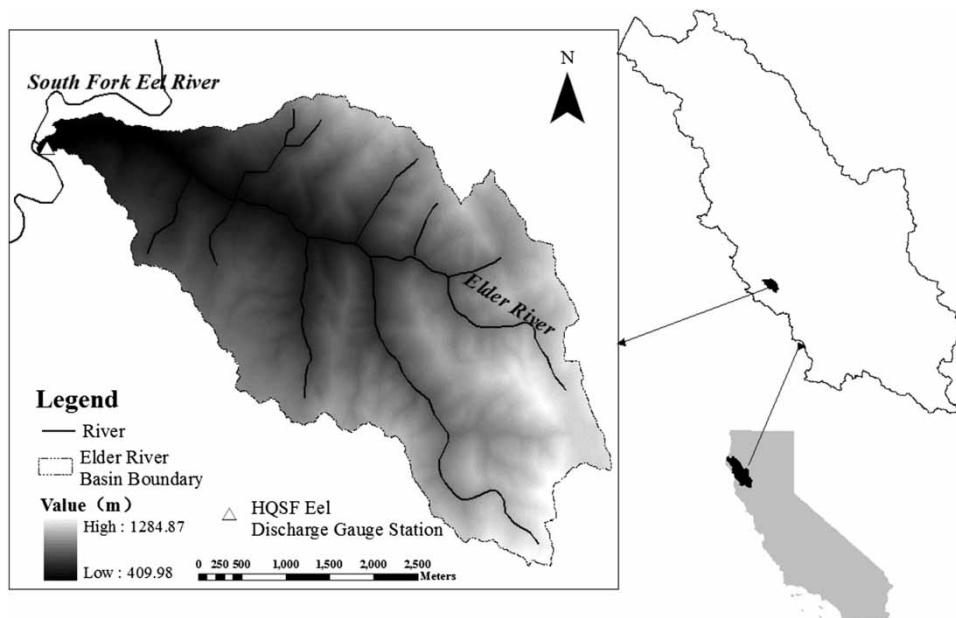 South Fork Eel River
N
Elder River
Legend
River
Elder River
Basin Boundary
Value（m）
High : 1284.87
Low : 409.98
HQSF Eel
Discharge Gauge Station
0 250 500 1,000 1,500 2,000 2,500
Meters